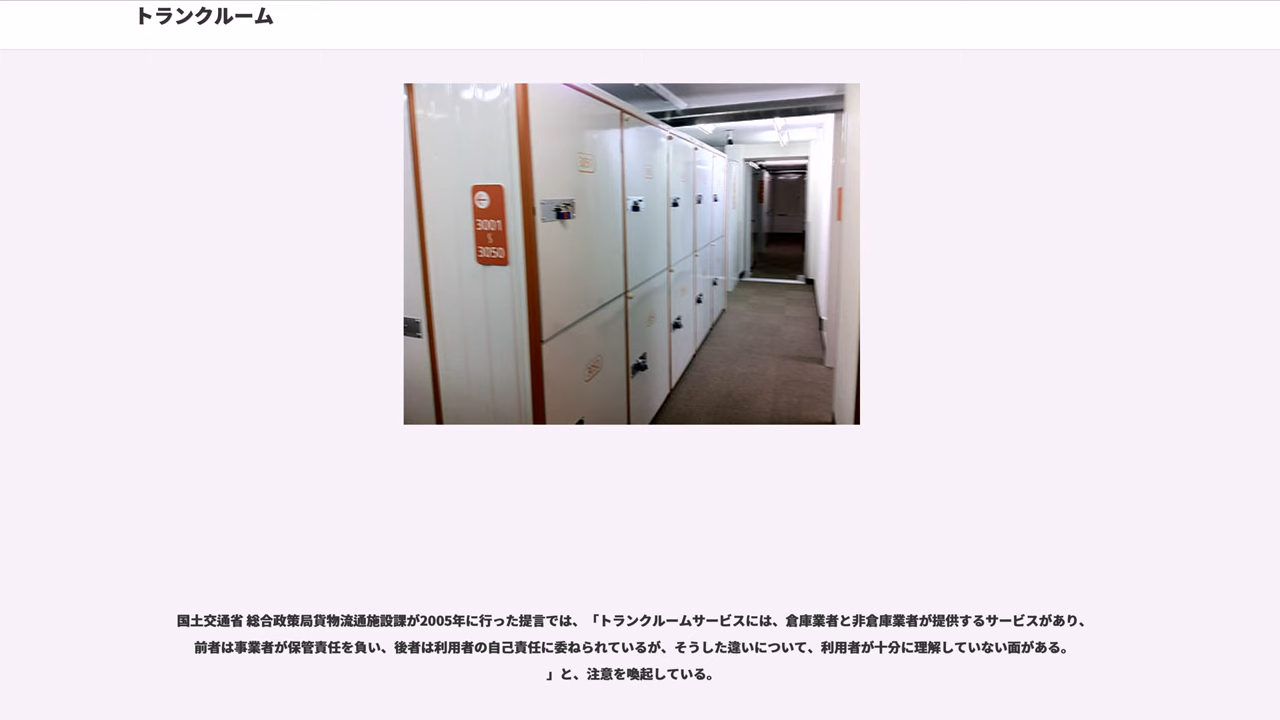 トランクルーム
3001
3050
国土交通省 総合政策局貨物流通施設課が2005年に行った提言では、「トランクルームサービスには、倉庫業者と非倉庫業者が提供するサービスがあり、
前者は事業者が保管責任を負い、後者は利用者の自己責任に委ねられているが、そうした違いについて、利用者が十分に理解していない面がある。
」と、注意を喚起している。